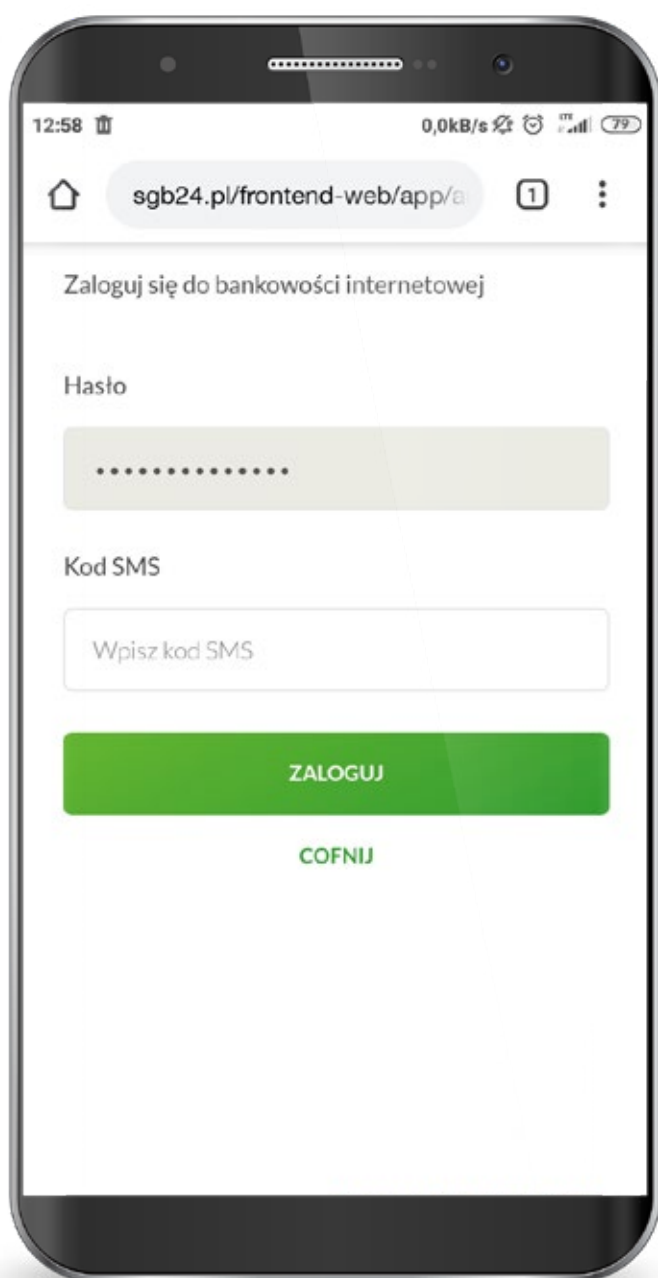 12:58 0,0kB/s LTE 79
sgb24.pl/frontend-web/app/a 1
Zaloguj się do bankowości internetowej
Hasło
••••••••••••••
Kod SMS
Wpisz kod SMS
ZALOGUJ
COFNIJ